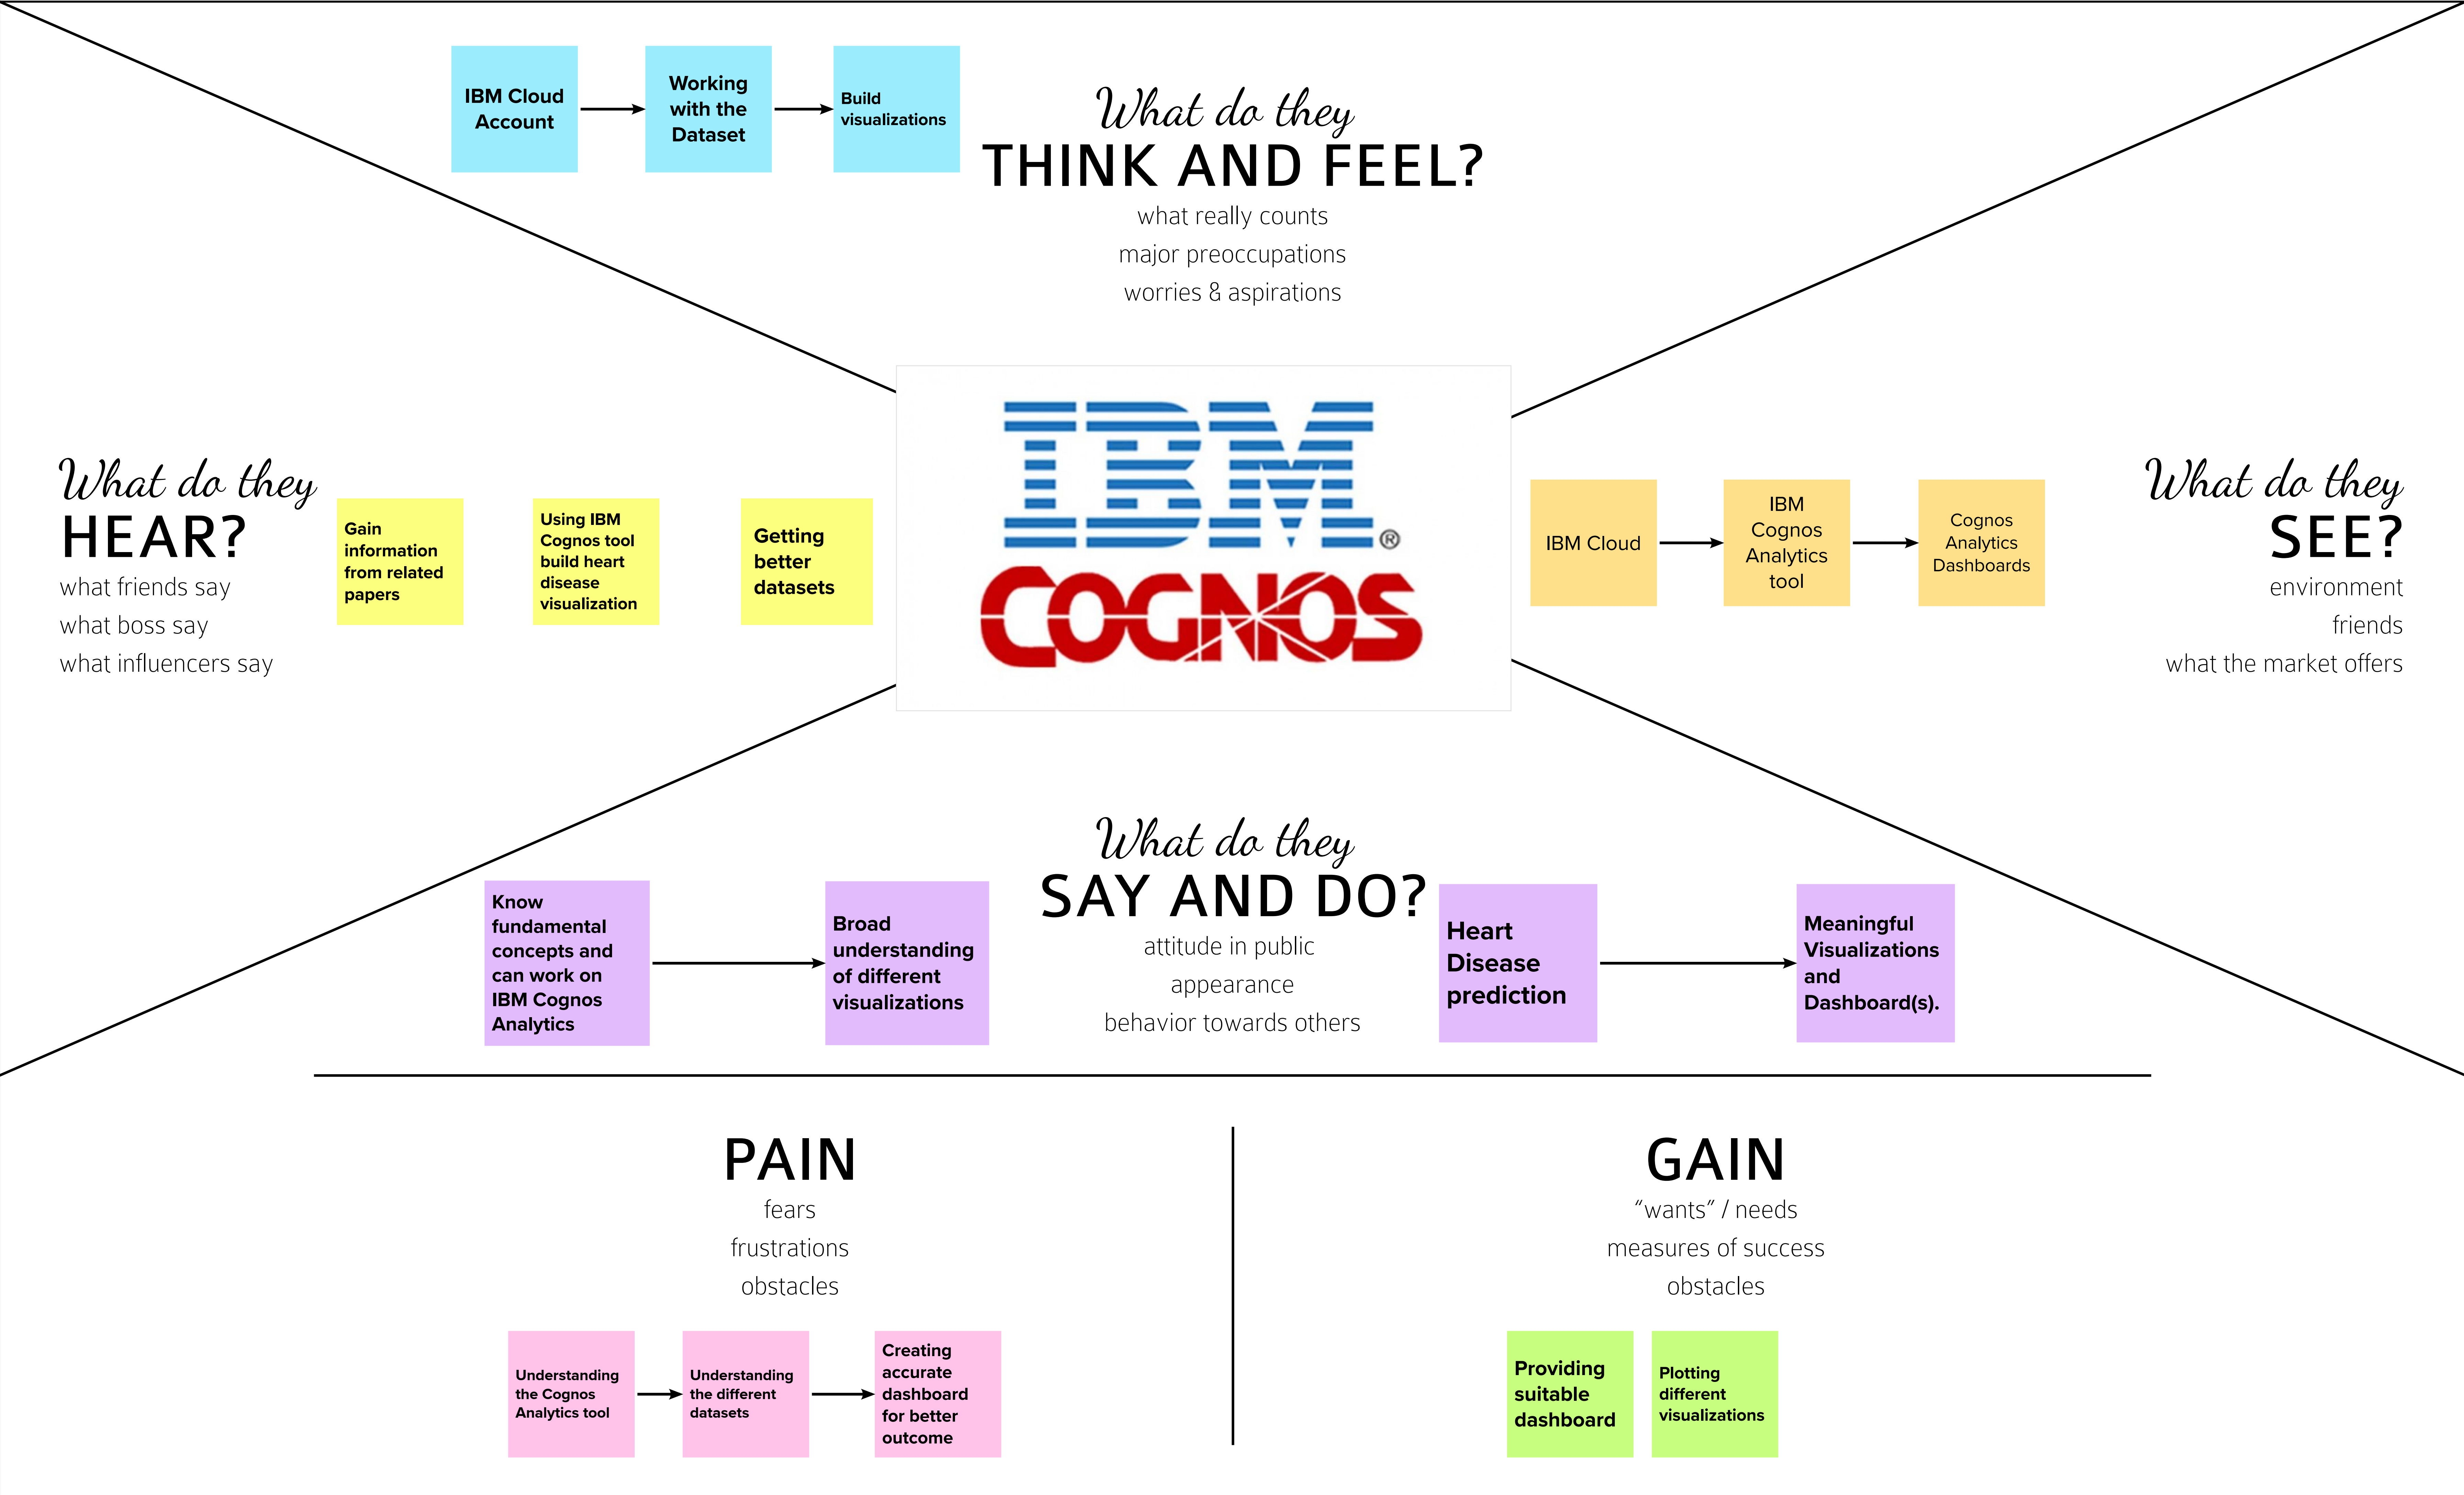 IBM Cloud
Account
Working
with the
Dataset
Build
visualizations
What do they
THINK AND FEEL?
what really counts
major preoccupations
worries & aspirations
What do they
HEAR?
what friends say
what boss say
what influencers say
Gain
information
from related
papers
Using IBM
Cognos tool
build heart
disease
visualization
Getting
better
datasets
IBM®
COGNOS
IBM Cloud
IBM
Cognos
Analytics
tool
Cognos
Analytics
Dashboards
What do they
SEE?
environment
friends
what the market offers
What do they
SAY AND DO?
attitude in public
appearance
behavior towards others
Know
fundamental
concepts and
can work on
IBM Cognos
Analytics
Broad
understanding
of different
visualizations
Heart
Disease
prediction
Meaningful
Visualizations
and
Dashboard(s).
PAIN
fears
frustrations
obstacles
Understanding
the Cognos
Analytics tool
Understanding
the different
datasets
Creating
accurate
dashboard
for better
outcome
GAIN
“wants” / needs
measures of success
obstacles
Providing
suitable
dashboard
Plotting
different
visualizations